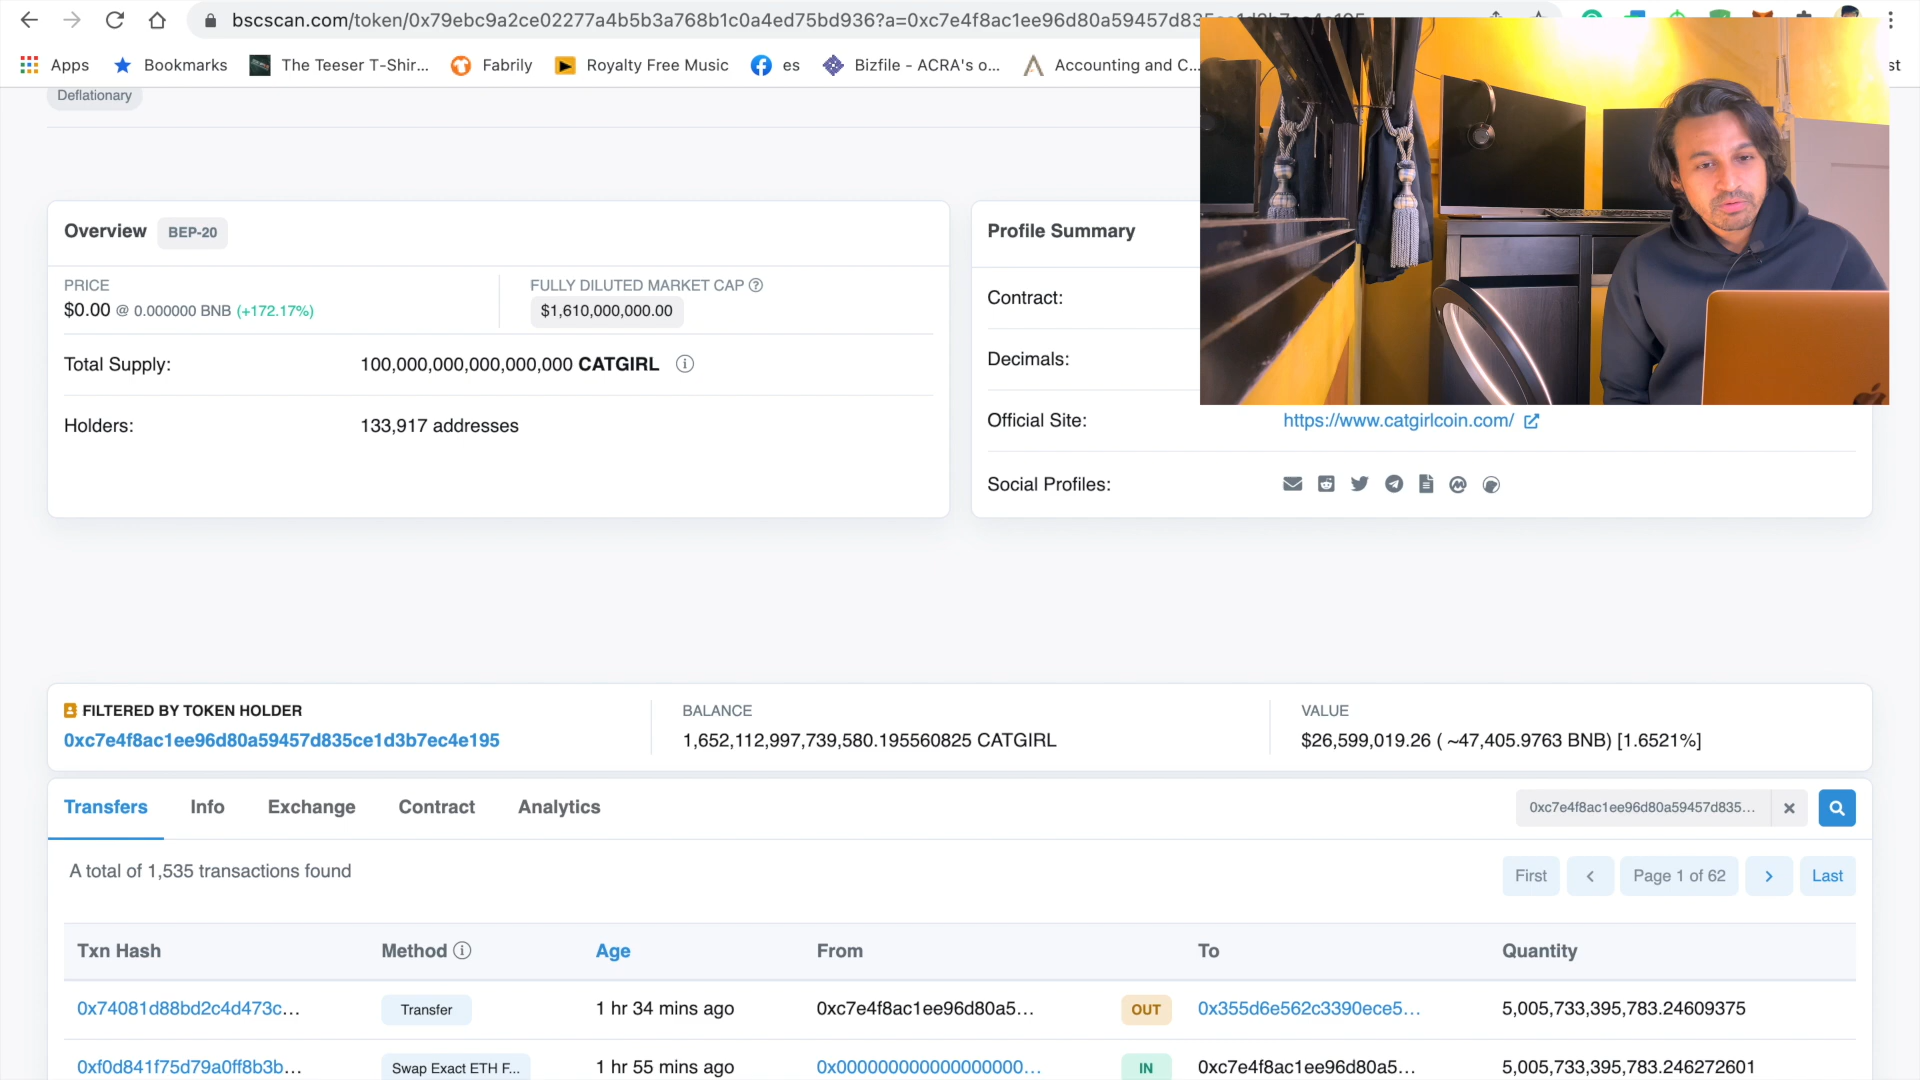 bscscan.com/token/0x79ebc9a2ce02277a4b5b3a768b1c0a4ed75bd936?a=0xc7e4f8ac1ee96d80a59457d835ce1d3b7ec4e195
Apps
Bookmarks
The Teeser T-Shir...
Fabrily
Royalty Free Music
es
Bizfile - ACRA's o...
Accounting and C...
st
Deflationary
Overview
BEP-20
PRICE
$0.00 @ 0.000000 BNB (+172.17%)
FULLY DILUTED MARKET CAP
$1,610,000,000.00
Total Supply:
100,000,000,000,000,000 CATGIRL
Holders:
133,917 addresses
Profile Summary
Contract:
Decimals:
Official Site:
https://www.catgirlcoin.com/
Social Profiles:
FILTERED BY TOKEN HOLDER
0xc7e4f8ac1ee96d80a59457d835ce1d3b7ec4e195
BALANCE
1,652,112,997,739,580.195560825 CATGIRL
VALUE
$26,599,019.26 ( ~47,405.9763 BNB) [1.6521%]
Transfers
Info
Exchange
Contract
Analytics
0xc7e4f8ac1ee96d80a59457d835...
A total of 1,535 transactions found
First
Page 1 of 62
Last
Txn Hash
Method
Age
From
To
Quantity
0x74081d88bd2c4d473c...
Transfer
1 hr 34 mins ago
0xc7e4f8ac1ee96d80a5...
OUT
0x355d6e562c3390ece5...
5,005,733,395,783.24609375
0xf0d841f75d79a0ff8b3b...
Swap Exact ETH F...
1 hr 55 mins ago
0x000000000000000000...
IN
0xc7e4f8ac1ee96d80a5...
5,005,733,395,783.246272601